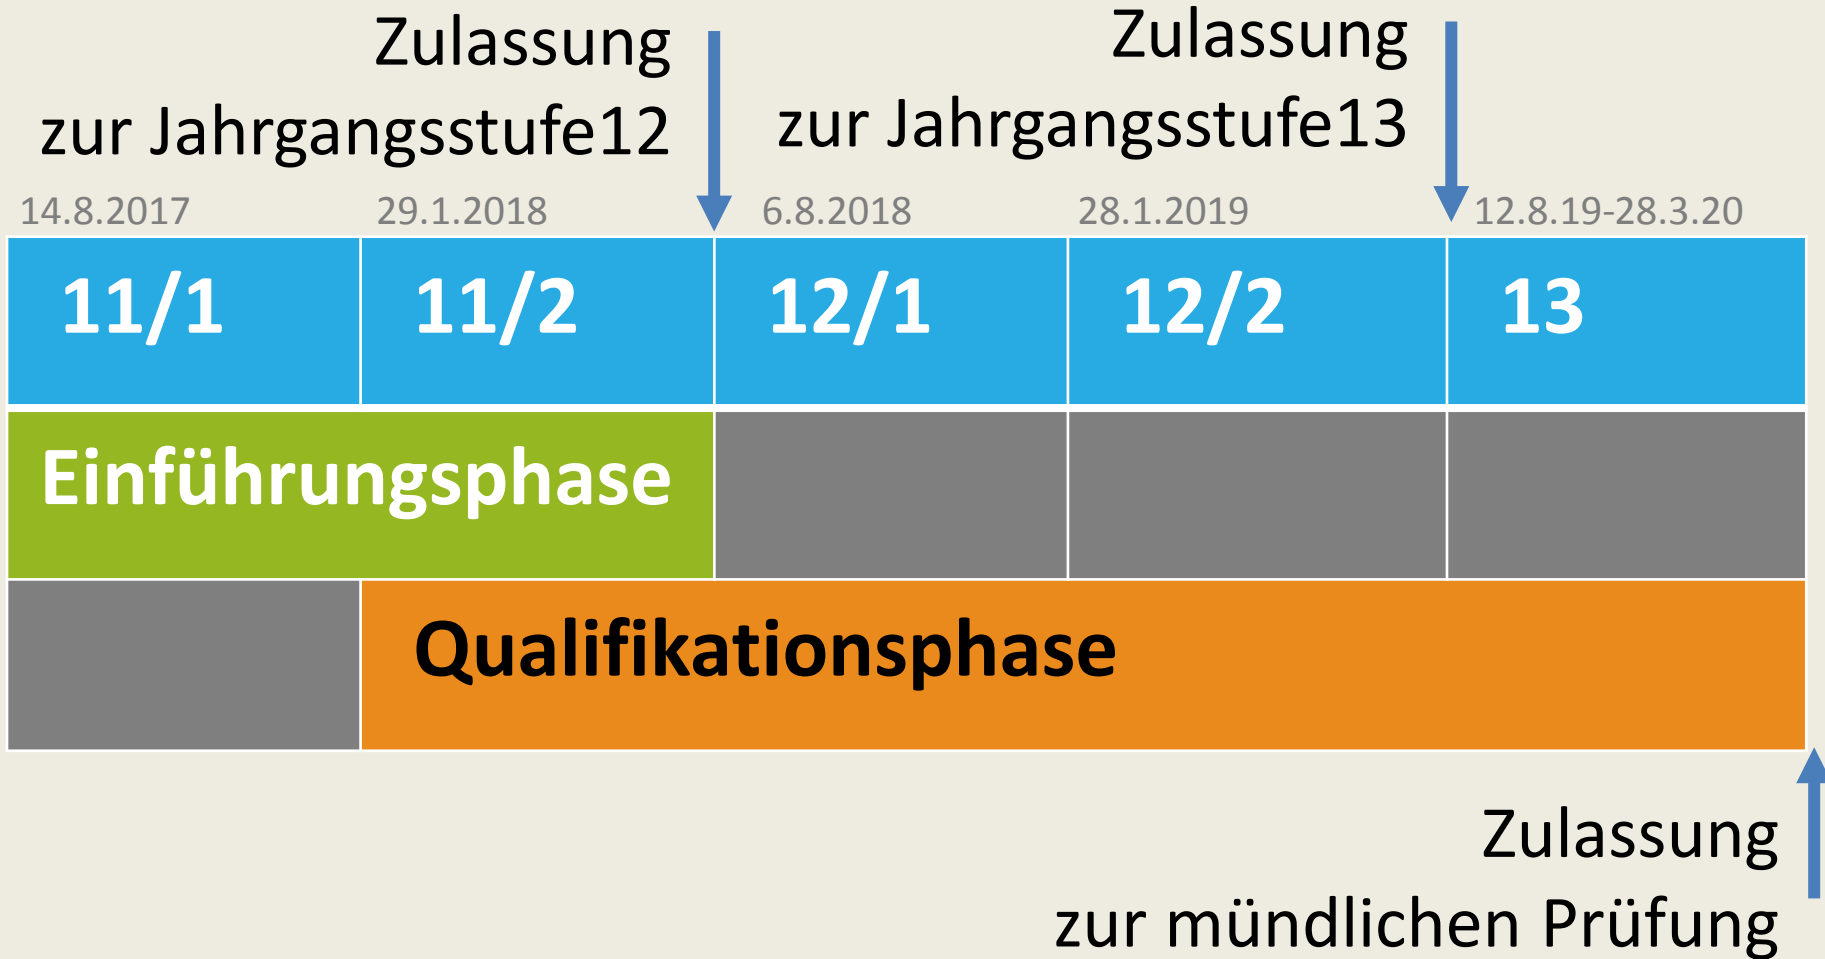 Zulassung
zur Jahrgangsstufe12
Zulassung
zur Jahrgangsstufe13
14.8.2017 29.1.2018 6.8.2018 28.1.2019 12.8.19-28.3.20
11/1 11/2 12/1 12/2 13
Einführungsphase
Qualifikationsphase
Zulassung
zur mündlichen Prüfung